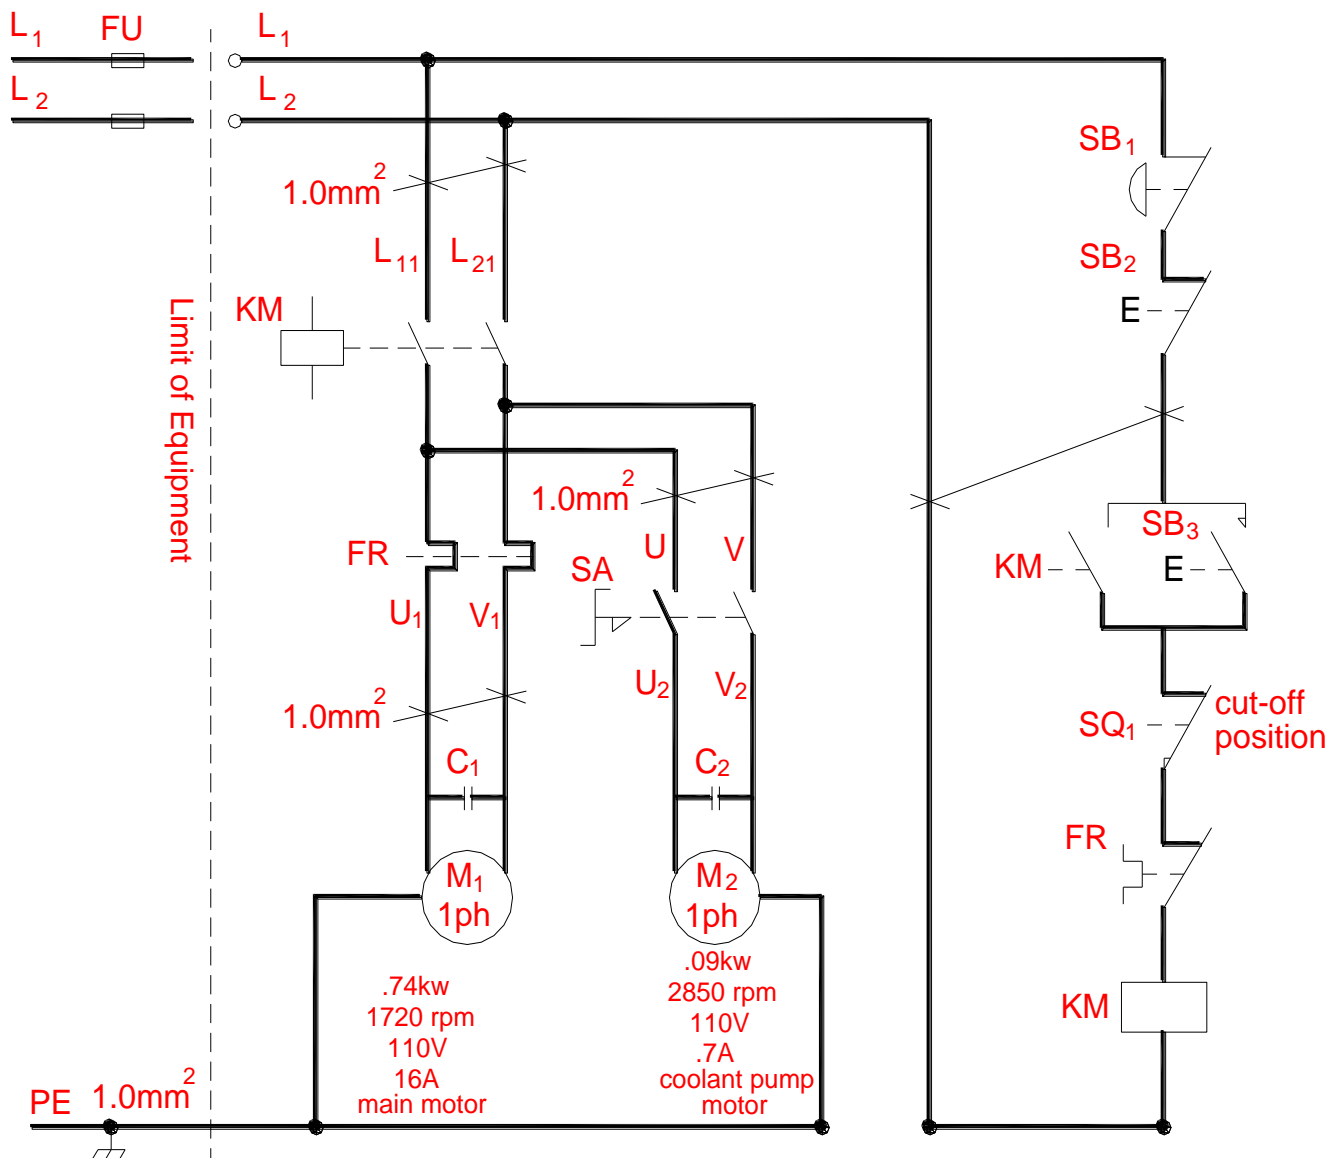 L1 FU L1
L2 L2
SB1
1.0mm2
L11 L21
SB2
KM
E
Limit of Equipment
1.0mm2
SB3
FR
U V
SA
KM
E
U1 V1
U2 V2
1.0mm2
SQ1
cut-off
position
C1 C2
FR
M1
1ph
M2
1ph
.74kw
1720 rpm
110V
16A
main motor
.09kw
2850 rpm
110V
.7A
coolant pump
motor
KM
PE 1.0mm2